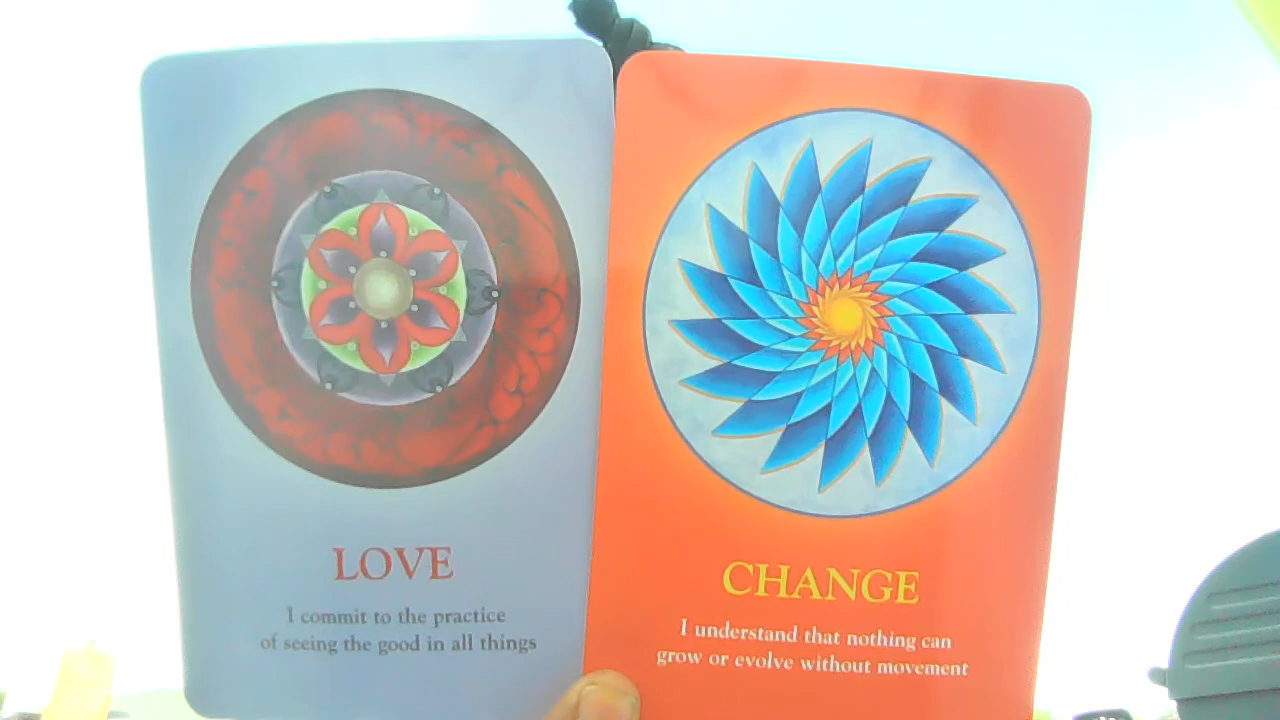 LOVE
I commit to the practice
of seeing the good in all things
CHANGE
I understand that nothing can
grow or evolve without movement